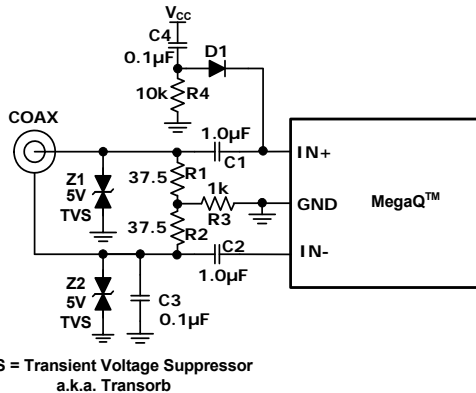 VCC
C4
0.1µF
D1
10k R4
COAX
1.0µF
C1
IN+
Z1
5V
TVS
37.5 R1
1k
R3
GND
MegaQ™
37.5 R2
C2
1.0µF
IN-
Z2
5V
TVS
C3
0.1µF
S = Transient Voltage Suppressor
a.k.a. Transorb